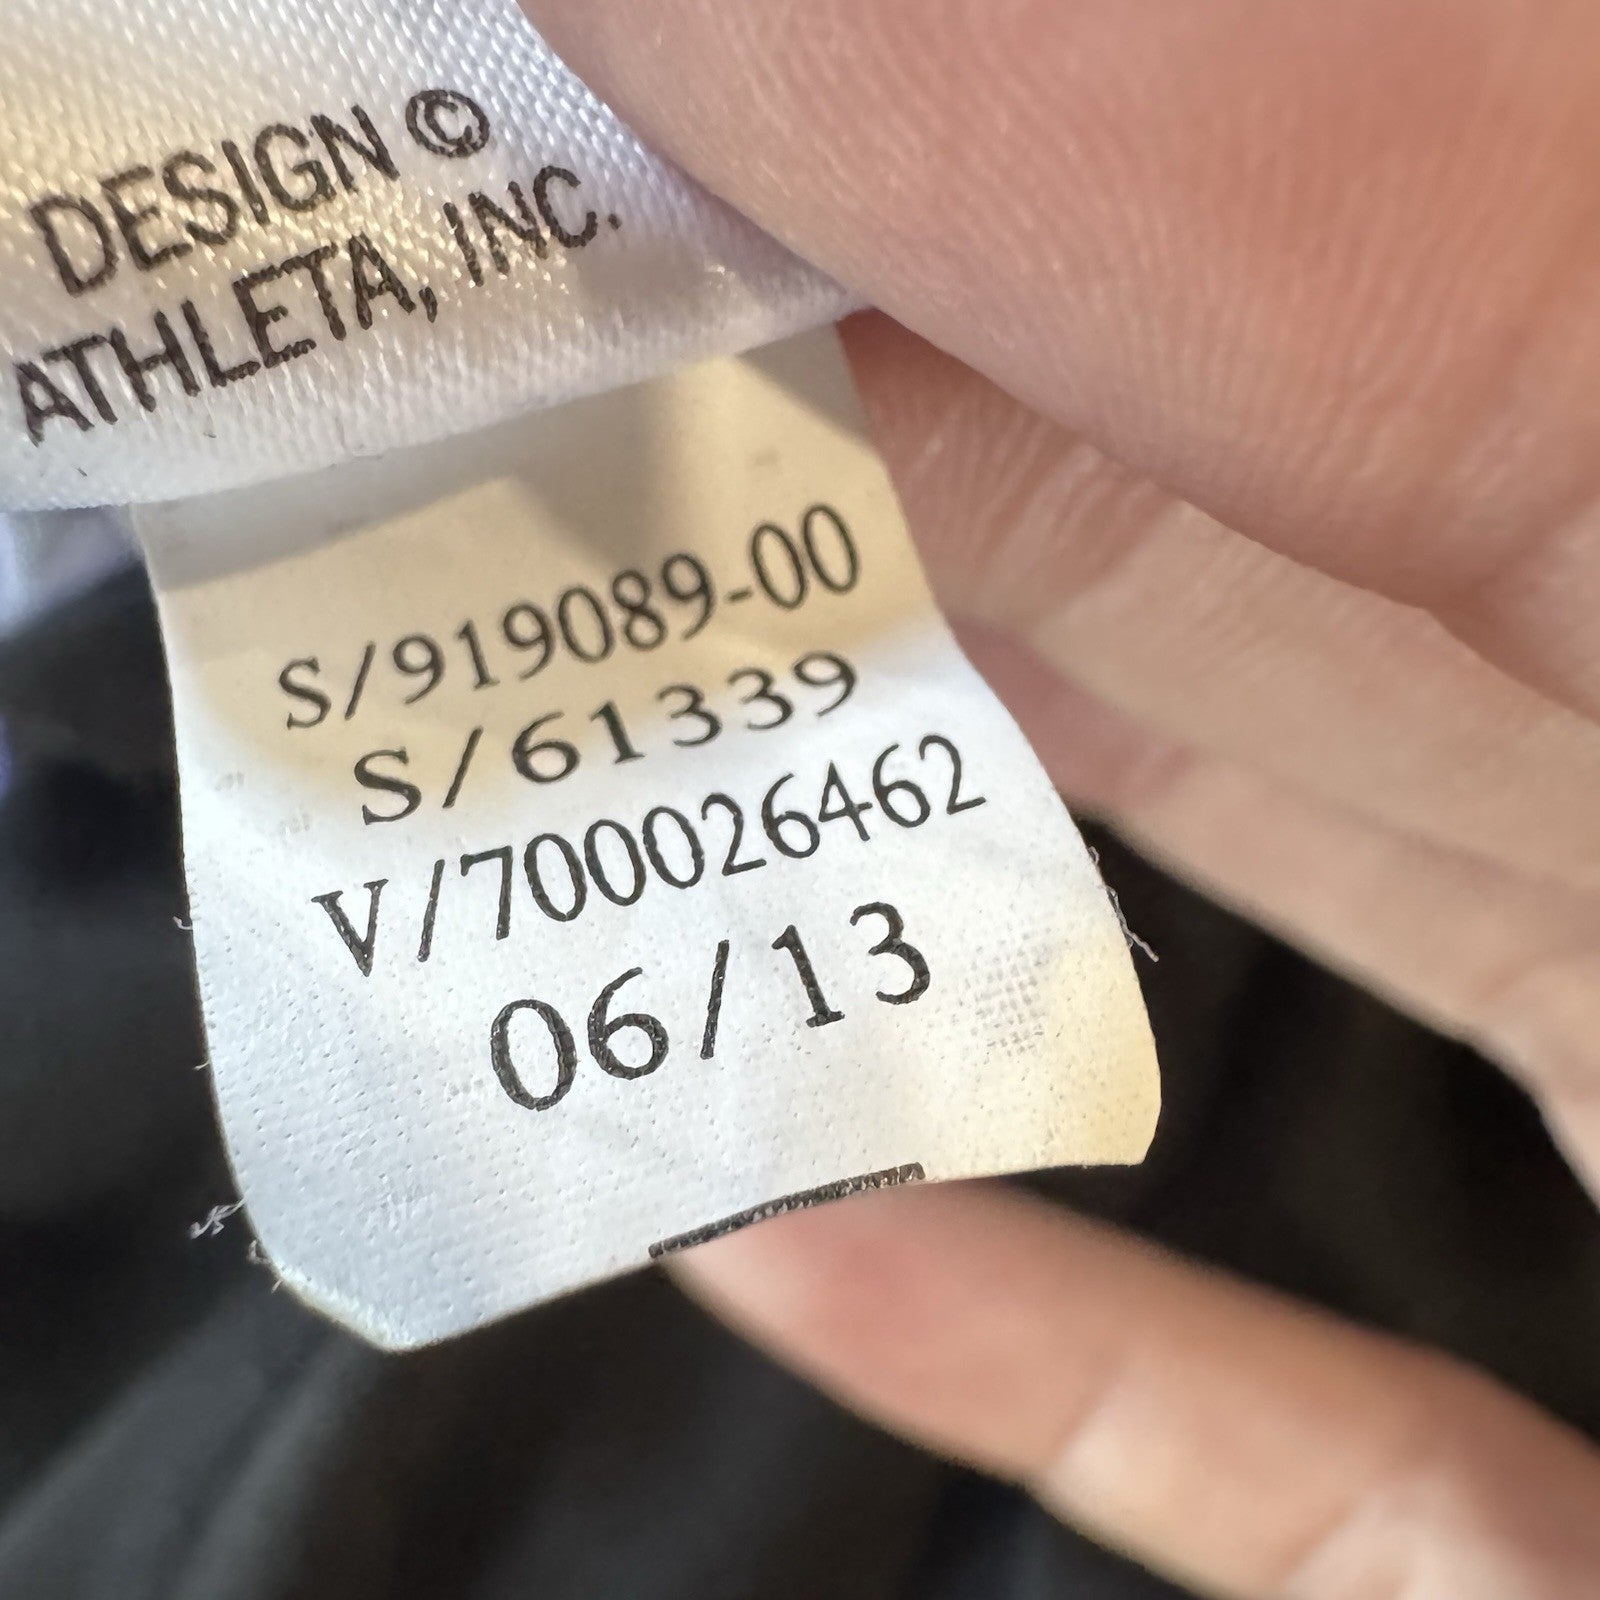 DESIGN ©
ATHLETA, INC.
S/919089-00
S/61339
V/700026462
06/13